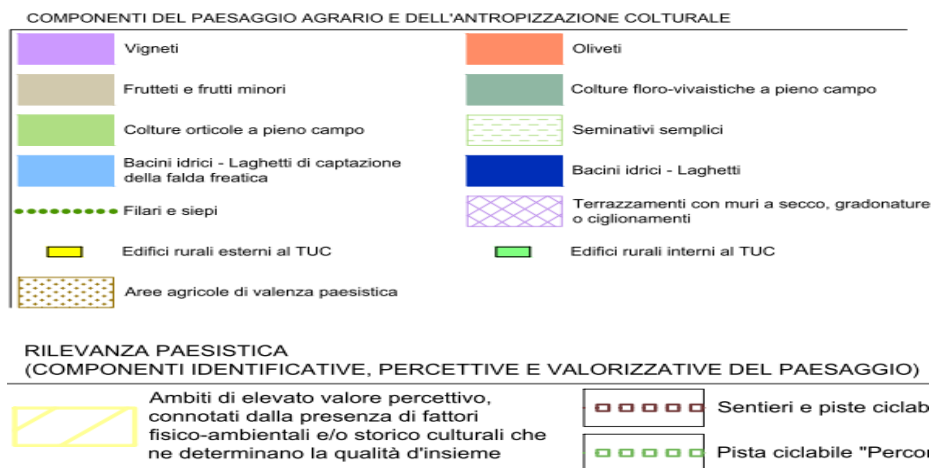 COMPONENTI DEL PAESAGGIO AGRARIO E DELL'ANTROPIZZAZIONE COLTURALE
Vigneti
Oliveti
Frutteti e frutti minori
Colture floro-vivaistiche a pieno campo
Colture orticole a pieno campo
Seminativi semplici
Bacini idrici - Laghetti di captazione
della falda freatica
Bacini idrici - Laghetti
Filari e siepi
Terrazzamenti con muri a secco, gradonature
o ciglionamenti
Edifici rurali esterni al TUC
Edifici rurali interni al TUC
Aree agricole di valenza paesistica
RILEVANZA PAESISTICA
(COMPONENTI IDENTIFICATIVE, PERCETTIVE E VALORIZZATIVE DEL PAESAGGIO)
Ambiti di elevato valore percettivo,
connotati dalla presenza di fattori
fisico-ambientali e/o storico culturali che
ne determinano la qualità d'insieme
Sentieri e piste ciclab
Pista ciclabile "Percor